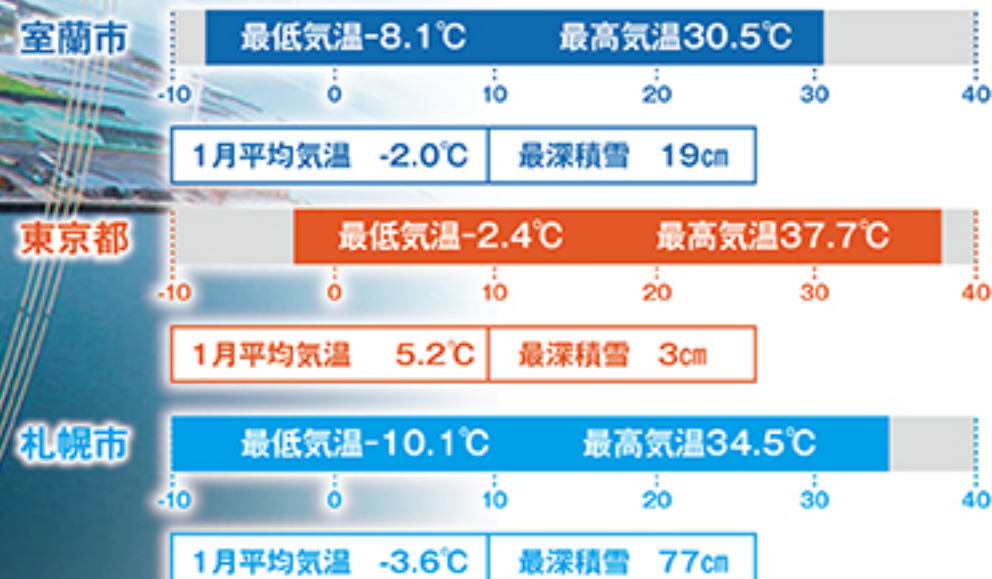 室蘭市 最低気温-8.1℃ 最高気温30.5℃
-10 0 10 20 30 40
1月平均気温 -2.0℃ 最深積雪 19㎝
東京都 最低気温-2.4℃ 最高気温37.7℃
-10 0 10 20 30 40
1月平均気温 5.2℃ 最深積雪 3㎝
札幌市 最低気温-10.1℃ 最高気温34.5℃
-10 0 10 20 30 40
1月平均気温 -3.6℃ 最深積雪 77㎝